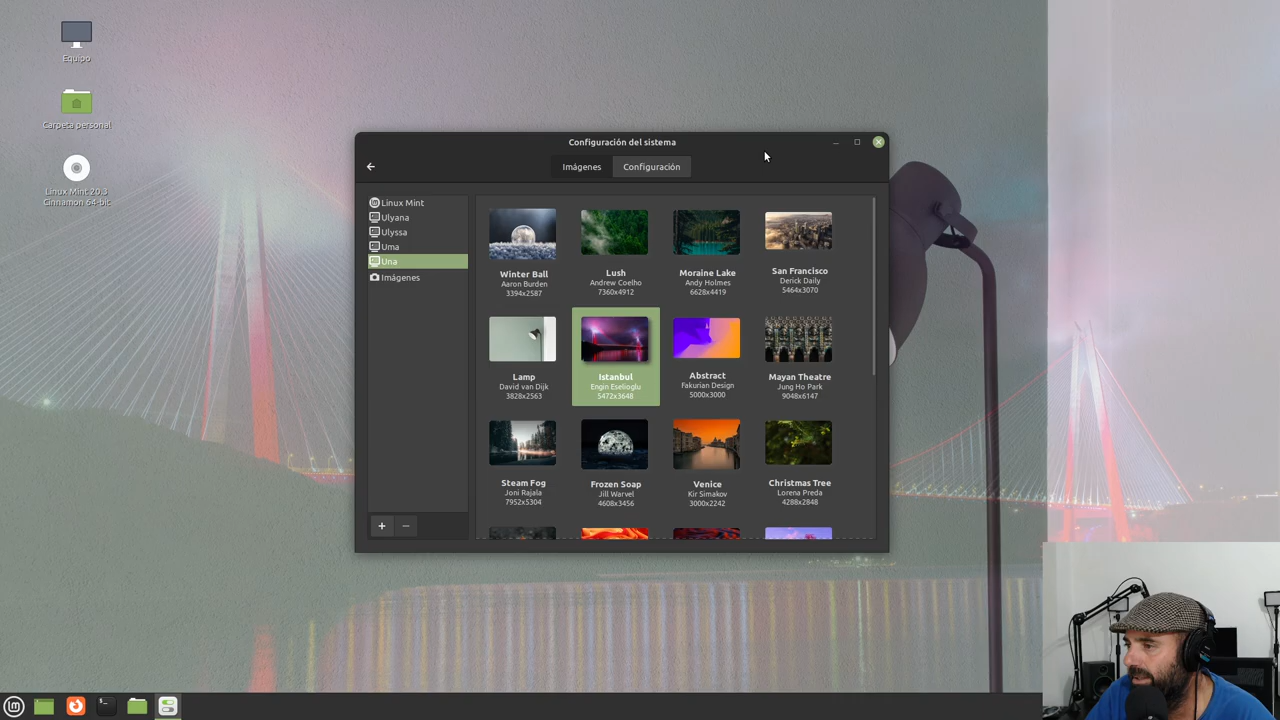 Equipo
Carpeta personal
Linux Mint 20.3
Cinnamon 64-bit
Configuración del sistema
Imágenes
Configuración
Linux Mint
Ulyana
Ulyssa
Uma
Una
Imágenes
Winter Ball
Aaron Burden
3394x2587
Lush
Andrew Coelho
7360x4912
Moraine Lake
Andy Holmes
6628x4419
San Francisco
Derick Daily
5464x3070
Lamp
David van Dijk
3828x2563
Istanbul
Engin Eselioglu
5472x3648
Abstract
Fakurian Design
5000x3000
Mayan Theatre
Jung Ho Park
9048x6147
Steam Fog
Joni Rajala
7952x5304
Frozen Soap
Jill Warvel
4608x3456
Venice
Kir Simakov
3000x2242
Christmas Tree
Lorena Preda
4288x2848